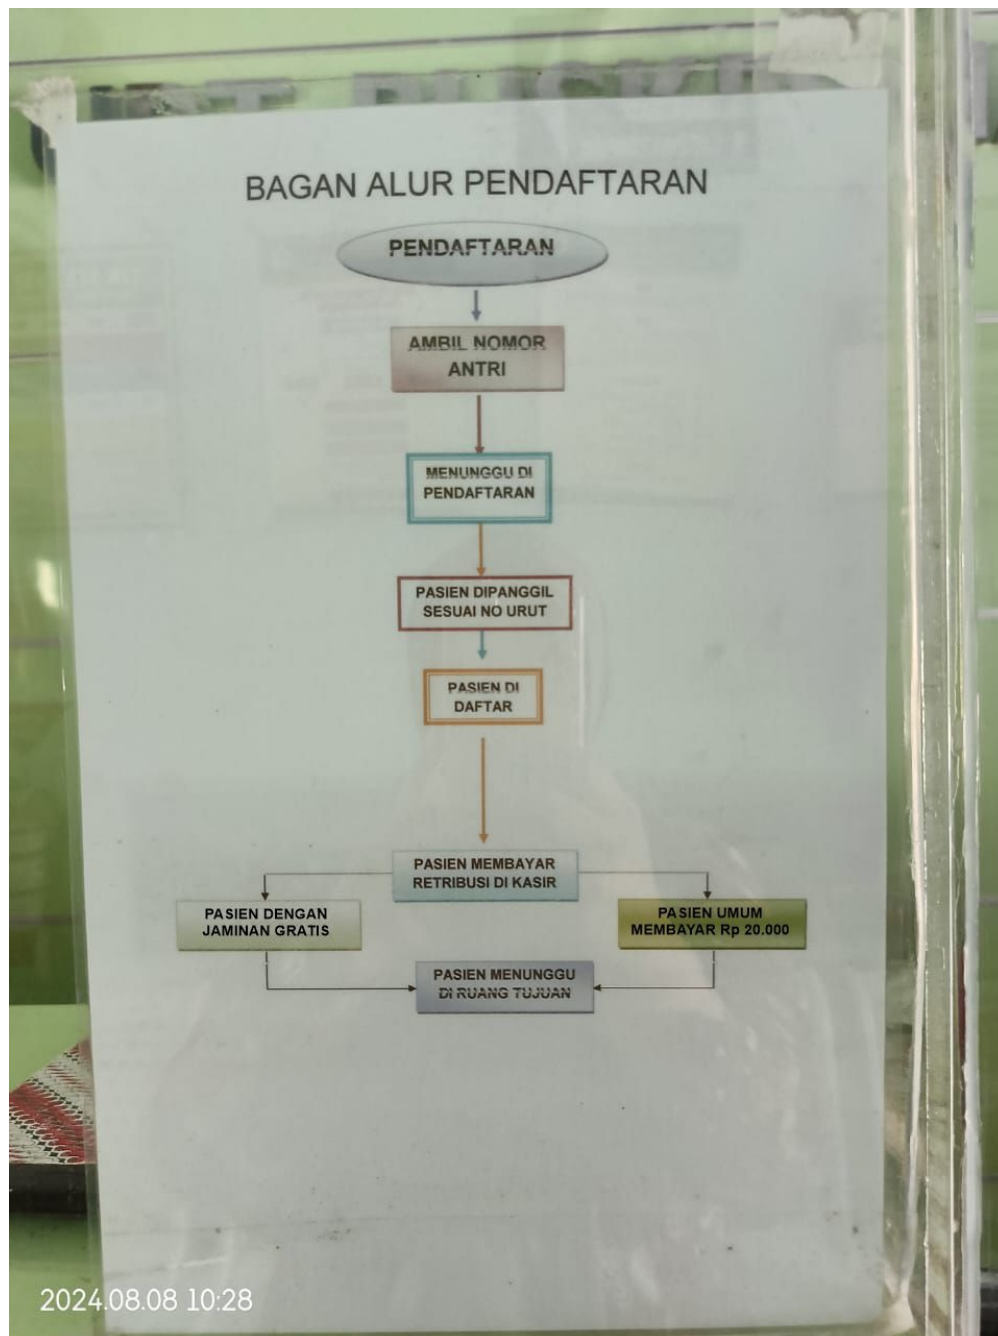 BAGAN ALUR PENDAFTARAN
PENDAFTARAN
AMBIL NOMOR
ANTRI
MENUNGGU DI
PENDAFTARAN
PASIEN DIPANGGIL
SESUAI NO URUT
PASIEN DI
DAFTAR
PASIEN MEMBAYAR
RETRIBUSI DI KASIR
PASIEN DENGAN
JAMINAN GRATIS
PASIEN UMUM
MEMBAYAR Rp 20.000
PASIEN MENUNGGU
DI RUANG TUJUAN
2024.08.08 10:28